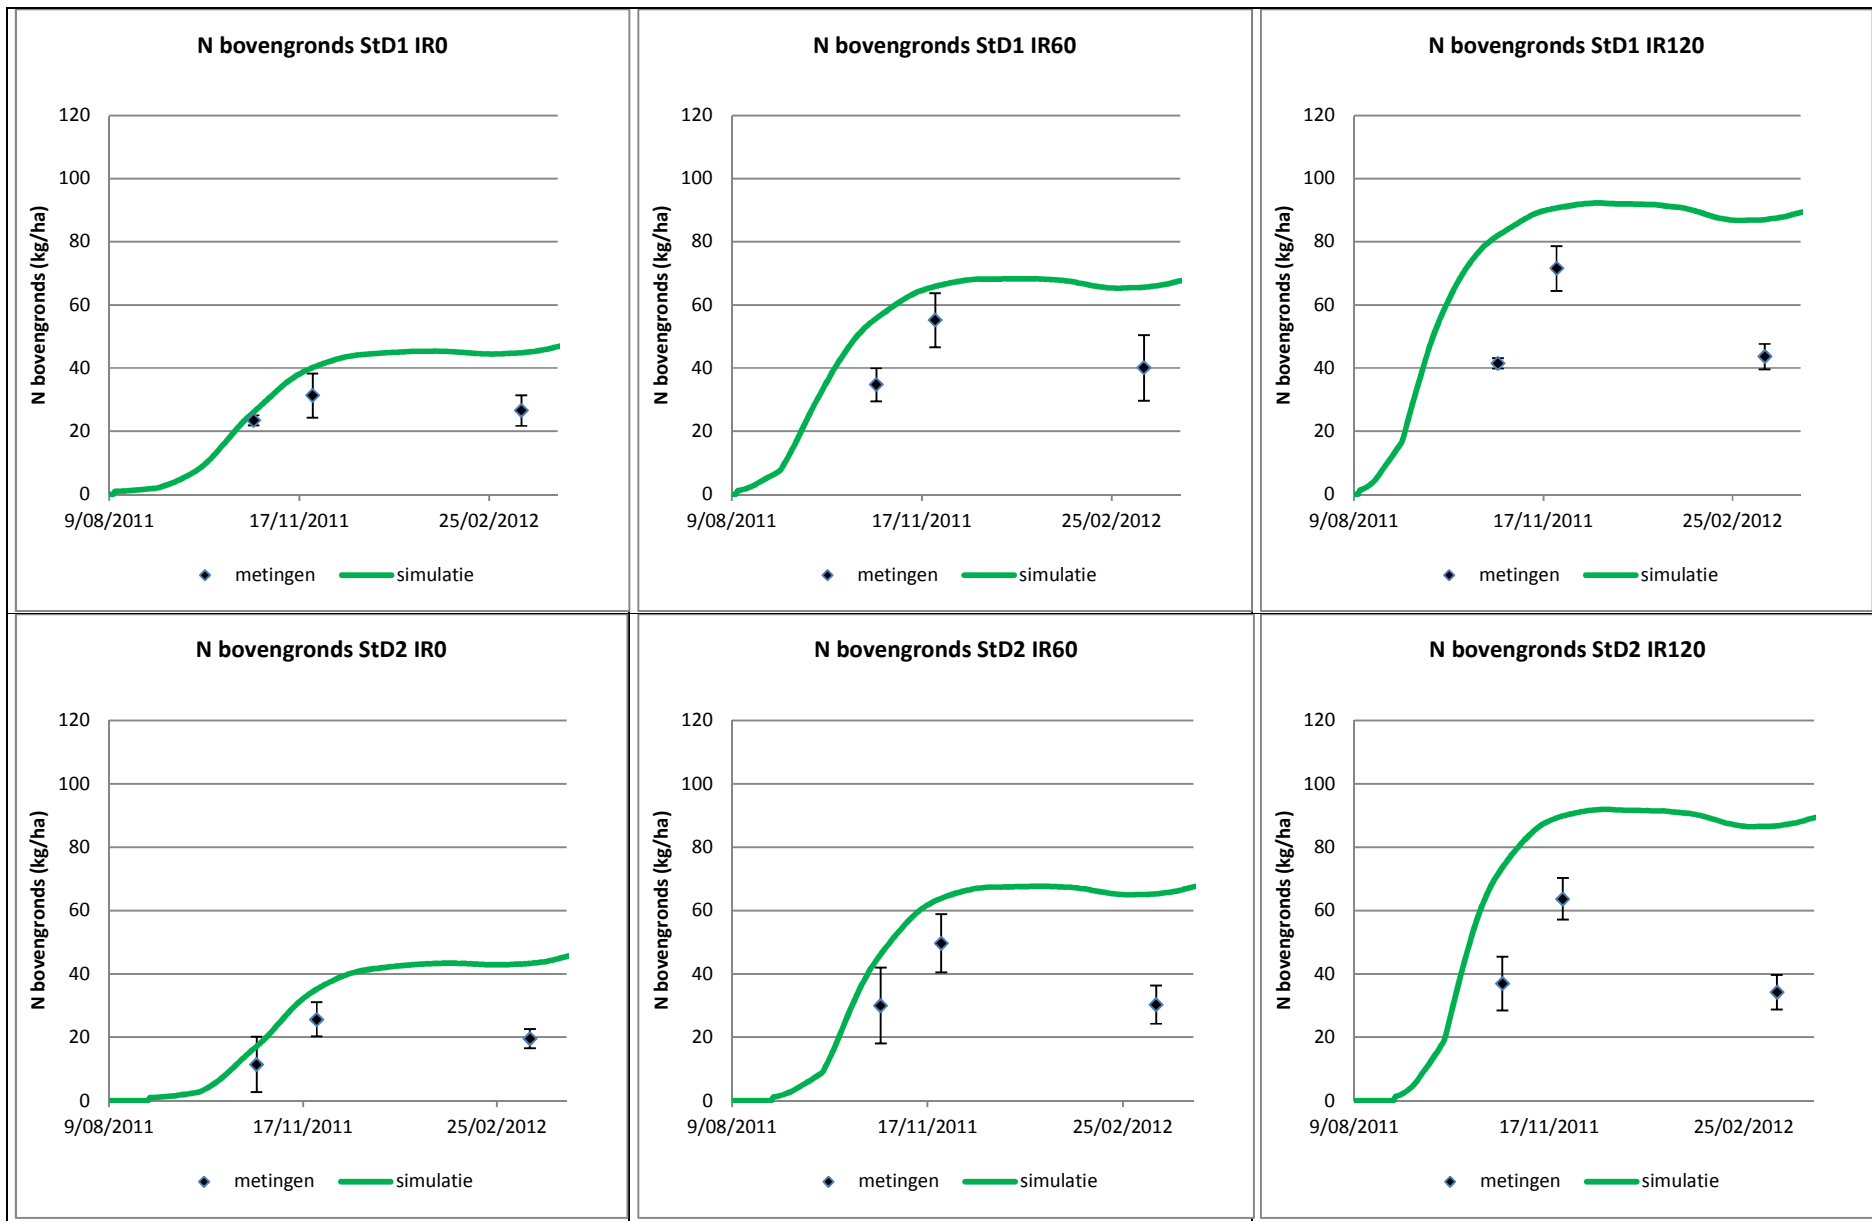 N bovengronds StD1 IR0
N bovengronds (kg/ha)
120
100
80
60
40
20
0
9/08/2011 17/11/2011 25/02/2012
metingen simulatie
N bovengronds StD1 IR60
N bovengronds (kg/ha)
120
100
80
60
40
20
0
9/08/2011 17/11/2011 25/02/2012
metingen simulatie
N bovengronds StD1 IR120
N bovengronds (kg/ha)
120
100
80
60
40
20
0
9/08/2011 17/11/2011 25/02/2012
metingen simulatie
N bovengronds StD2 IR0
N bovengronds (kg/ha)
120
100
80
60
40
20
0
9/08/2011 17/11/2011 25/02/2012
metingen simulatie
N bovengronds StD2 IR60
N bovengronds (kg/ha)
120
100
80
60
40
20
0
9/08/2011 17/11/2011 25/02/2012
metingen simulatie
N bovengronds StD2 IR120
N bovengronds (kg/ha)
120
100
80
60
40
20
0
9/08/2011 17/11/2011 25/02/2012
metingen simulatie